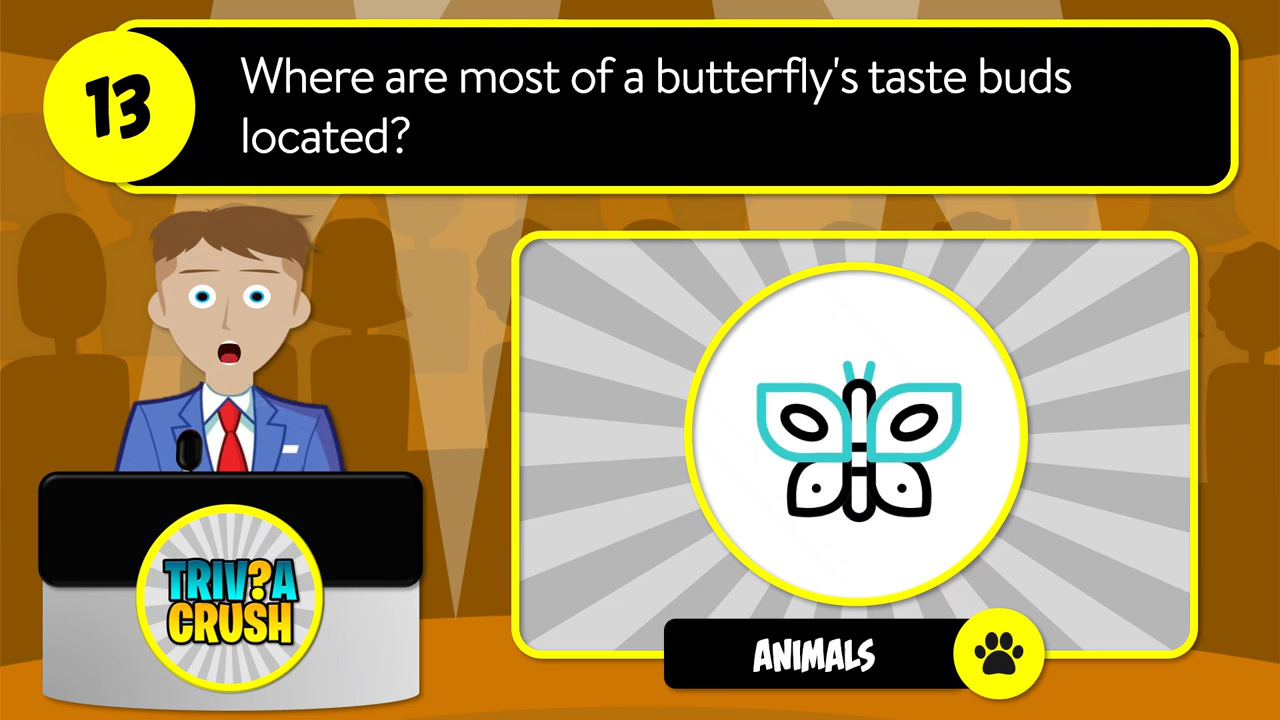 13
Where are most of a butterfly's taste buds
located?
TRIV?A
CRUSH
ANIMALS